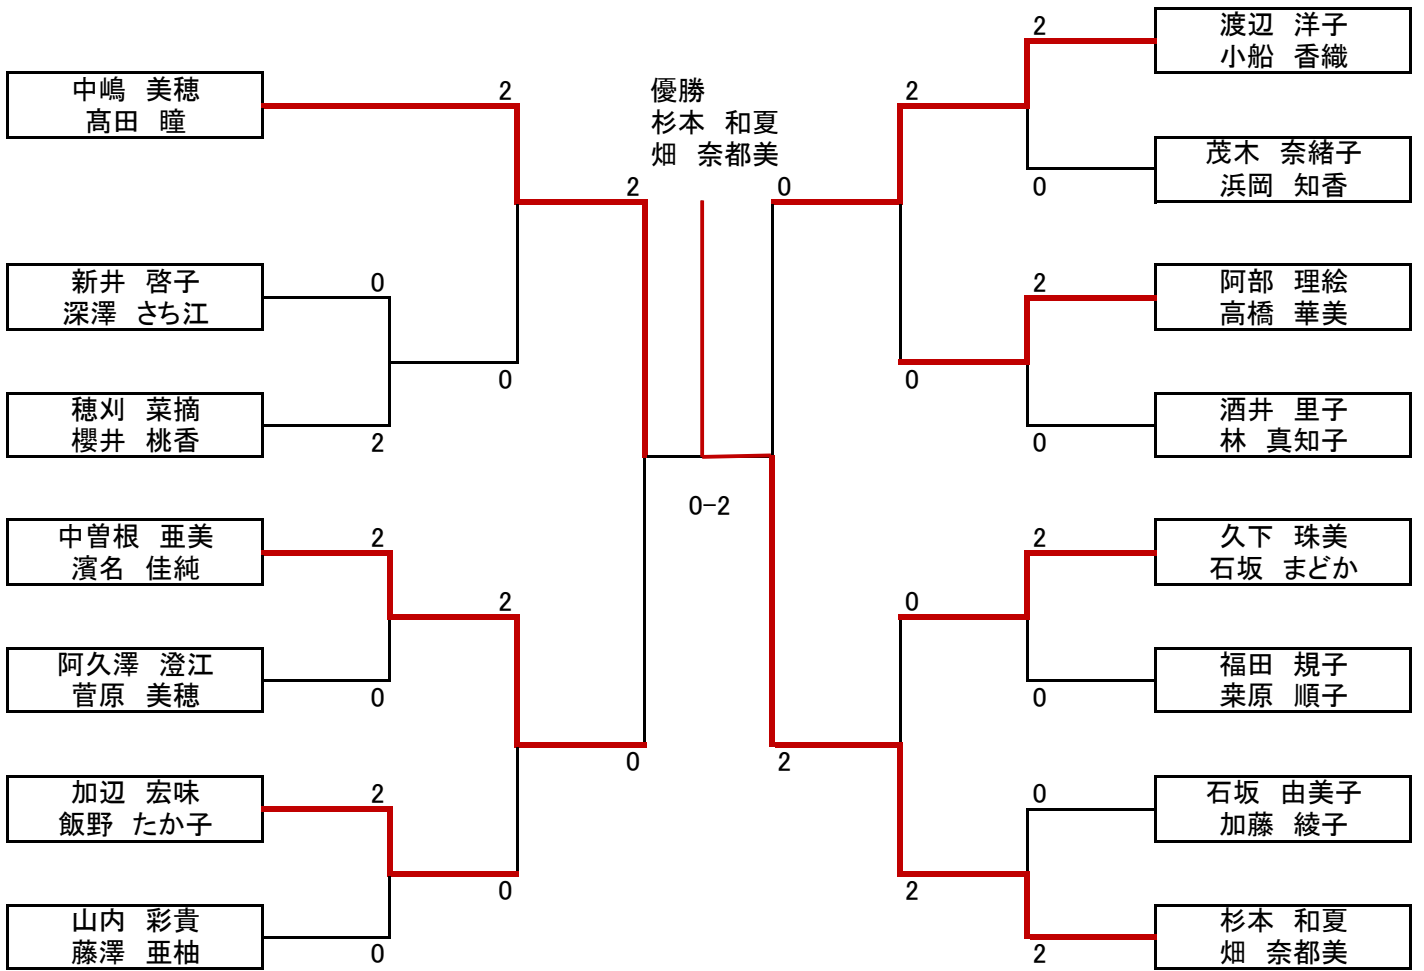 中嶋　美穂
髙田　瞳
2
新井　啓子
深澤　さち江
0
穂刈　菜摘
櫻井　桃香
2
0
2
中曽根　亜美
濱名　佳純
2
阿久澤　澄江
菅原　美穂
0
2
加辺　宏味
飯野　たか子
2
山内　彩貴
藤澤　亜柚
0
0
0
優勝
杉本　和夏
畑　奈都美
0-2
渡辺　洋子
小船　香織
2
茂木　奈緒子
浜岡　知香
0
2
阿部　理絵
高橋　華美
2
酒井　里子
林　真知子
0
0
0
久下　珠美
石坂　まどか
2
福田　規子
桒原　順子
0
0
石坂　由美子
加藤　綾子
0
杉本　和夏
畑　奈都美
2
2
2